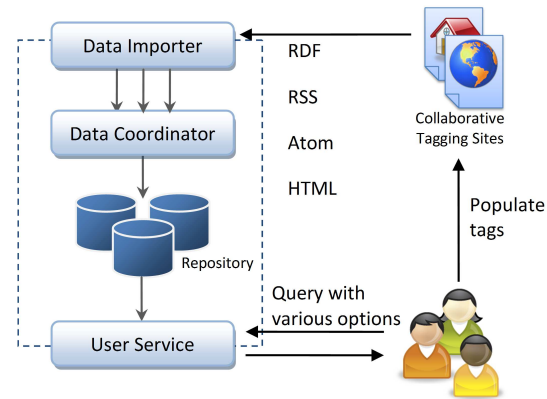 Data Importer
RDF
RSS
Atom
HTML
Collaborative
Tagging Sites
Data Coordinator
Repository
Populate
tags
Query with
various options
User Service